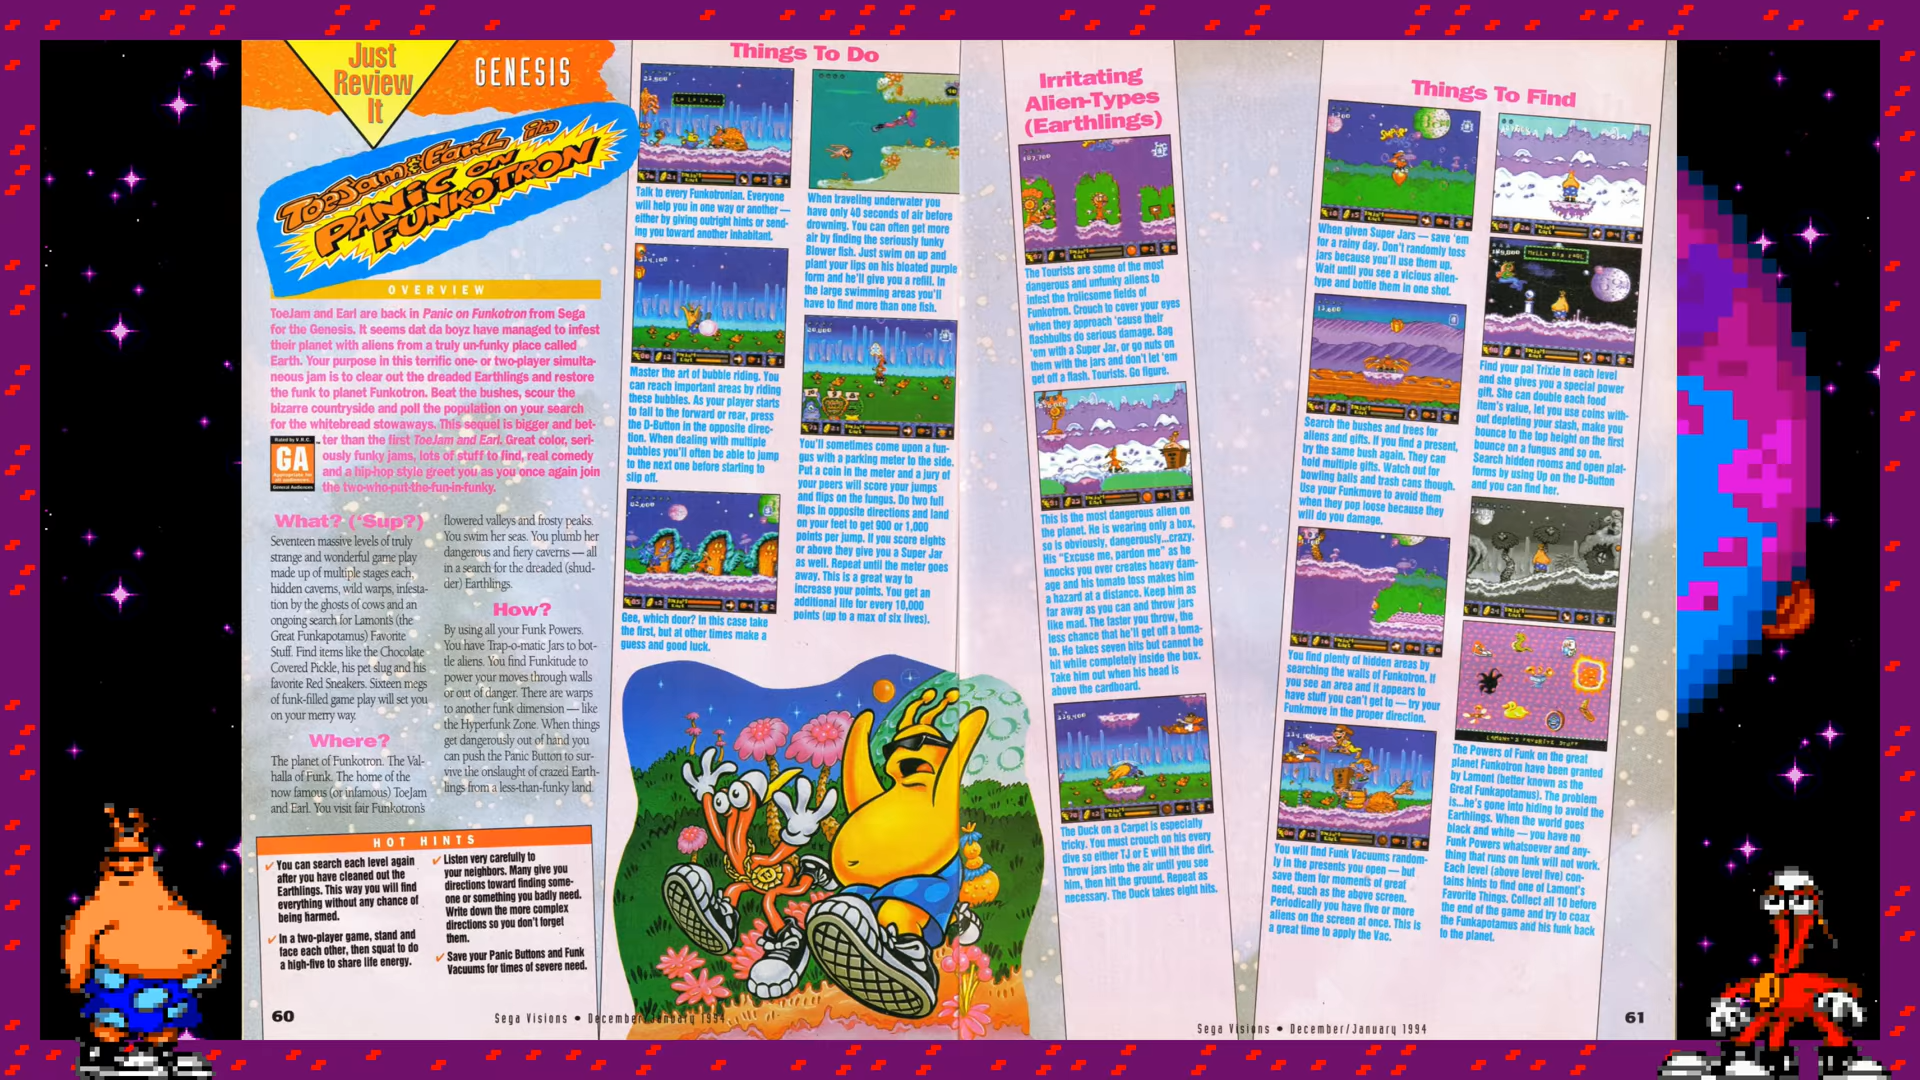 Just
Review
It
GENESIS
ToeJam & Earl in
PANIC ON
FUNKOTRON
OVERVIEW
ToeJam and Earl are back in Panic on Funkotron from Sega
for the Genesis. It seems dat da boyz have managed to infest
their planet with aliens from a truly un-funky place called
Earth. Your purpose in this terrific one- or two-player simulta-
neous jam is to clear out the dreaded Earthlings and restore
the funk to planet Funkotron. Beat the bushes, scour the
bizarre countryside and poll the population on your search
for the whitebread stowaways. This sequel is bigger and bet-
ter than the first ToeJam and Earl. Great color, seri-
ously funky jams, lots of stuff to find, real comedy
and a hip-hop style greet you as you once again join
the two-who-put-the-fun-in-funky.
Rated by V.R.C.
GA
General Audiences
What? ('Sup?)
Seventeen massive levels of truly
strange and wonderful game play
made up of multiple stages each,
hidden caverns, wild warps, infesta-
tion by the ghosts of cows and an
ongoing search for Lamont's (the
Great Funkapotamus) Favorite
Stuff. Find items like the Chocolate
Covered Pickle, his pet slug and his
favorite Red Sneakers. Sixteen megs
of funk-filled game play will set you
on your merry way.
Where?
The planet of Funkotron. The Val-
halla of Funk. The home of the
now famous (or infamous) ToeJam
and Earl. You visit fair Funkotron's
flowered valleys and frosty peaks.
You swim her seas. You plumb her
dangerous and fiery caverns — all
in a search for the dreaded (shud-
der) Earthlings.
How?
By using all your Funk Powers.
You have Trap-o-matic Jars to bot-
tle aliens. You find Funkitude to
power your moves through walls
or out of danger. There are warps
to another funk dimension — like
the Hyperfunk Zone. When things
get dangerously out of hand you
can push the Panic Button to sur-
vive the onslaught of crazed Earth-
lings from a less-than-funky land.
HOT HINTS
✓ You can search each level again
after you have cleaned out the
Earthlings. This way you will find
everything without any chance of
being harmed.
✓ In a two-player game, stand and
face each other, then squat to do
a high-five to share life energy.
✓ Listen very carefully to
your neighbors. Many give you
directions toward finding some-
one or something you badly need.
Write down the more complex
directions so you don't forget
them.
✓ Save your Panic Buttons and Funk
Vacuums for times of severe need.
60
Sega Visions • December/January 1994
Things To Do
La La La...
Talk to every Funkotronian. Everyone
will help you in one way or another —
either by giving outright hints or send-
ing you toward another inhabitant.
Master the art of bubble riding. You
can reach important areas by riding
these bubbles. As your player starts
to fall to the forward or rear, press
the D-Button in the opposite direc-
tion. When dealing with multiple
bubbles you'll often be able to jump
to the next one before starting to
slip off.
Gee, which door? In this case take
the first, but at other times make a
guess and good luck.
When traveling underwater you
have only 40 seconds of air before
drowning. You can often get more
air by finding the seriously funky
Blower fish. Just swim on up and
plant your lips on his bloated purple
form and he'll give you a refill. In
the large swimming areas you'll
have to find more than one fish.
You'll sometimes come upon a fun-
gus with a parking meter to the side.
Put a coin in the meter and a jury of
your peers will score your jumps
and flips on the fungus. Do two full
flips in opposite directions and land
on your feet to get 900 or 1,000
points per jump. If you score eights
or above they give you a Super Jar
as well. Repeat until the meter goes
away. This is a great way to
increase your points. You get an
additional life for every 10,000
points (up to a max of six lives).
Irritating
Alien-Types
(Earthlings)
The Tourists are some of the most
dangerous and unfunky aliens to
infest the frolicsome fields of
Funkotron. Crouch to cover your eyes
when they approach 'cause their
flashbulbs do serious damage. Bag
'em with a Super Jar, or go nuts on
them with the jars and don't let 'em
get off a flash. Tourists. Go figure.
This is the most dangerous alien on
the planet. He is wearing only a box,
so is obviously, dangerously...crazy.
His "Excuse me, pardon me" as he
knocks you over creates heavy dam-
age and his tomato toss makes him
a hazard at a distance. Keep him as
far away as you can and throw jars
like mad. The faster you throw, the
less chance that he'll get off a toma-
to. He takes seven hits but cannot be
hit while completely inside the box.
Take him out when his head is
above the cardboard.
The Duck on a Carpet is especially
tricky. You must crouch on his every
dive so either TJ or E will hit the dirt.
Throw jars into the air until you see
him, then hit the ground. Repeat as
necessary. The Duck takes eight hits.
Things To Find
When given Super Jars — save 'em
for a rainy day. Don't randomly toss
jars because you'll use them up.
Wait until you see a vicious alien-
type and bottle them in one shot.
Search the bushes and trees for
aliens and gifts. If you find a present,
try the same bush again. They can
hold multiple gifts. Watch out for
bowling balls and trash cans though.
Use your Funkmove to avoid them
when they pop loose because they
will do you damage.
You find plenty of hidden areas by
searching the walls of Funkotron. If
you see an area and it appears to
have stuff you can't get to — try your
Funkmove in the proper direction.
You will find Funk Vacuums random-
ly in the presents you open — but
save them for moments of great
need, such as the above screen.
Periodically you have five or more
aliens on the screen at once. This is
a great time to apply the Vac.
HELLO BIG EARL
Find your pal Trixie in each level
and she gives you a special power
gift. She can double each food
item's value, let you use coins with-
out depleting your stash, make you
bounce to the top height on the first
bounce on a fungus and so on.
Search hidden rooms and open plat-
forms by using Up on the D-Button
and you can find her.
LAMONT'S FAVORITE STUFF
The Powers of Funk on the great
planet Funkotron have been granted
by Lamont (better known as the
Great Funkapotamus). The problem
is...he's gone into hiding to avoid the
Earthlings. When the world goes
black and white — you have no
Funk Powers whatsoever and any-
thing that runs on funk will not work.
Each level (above level five) con-
tains hints to find one of Lamont's
Favorite Things. Collect all 10 before
the end of the game and try to coax
the Funkapotamus and his funk back
to the planet.
Sega Visions • December/January 1994
61